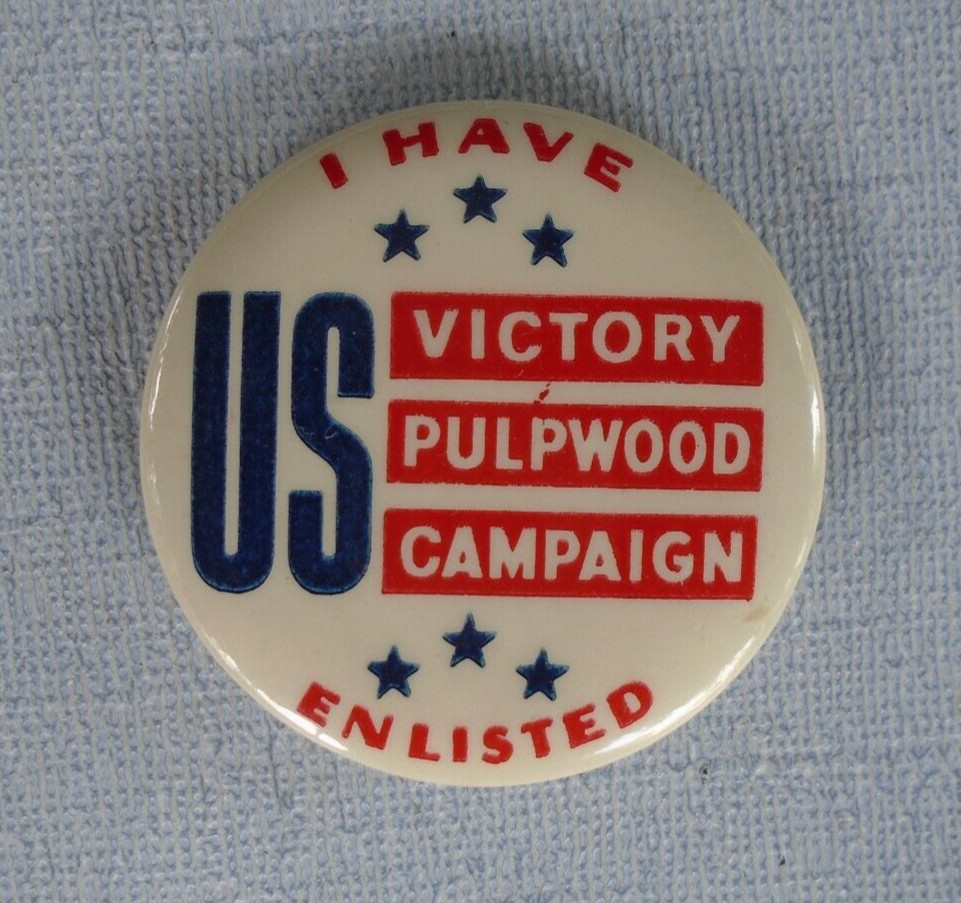 I HAVE
US
VICTORY
PULPWOOD
CAMPAIGN
ENLISTED